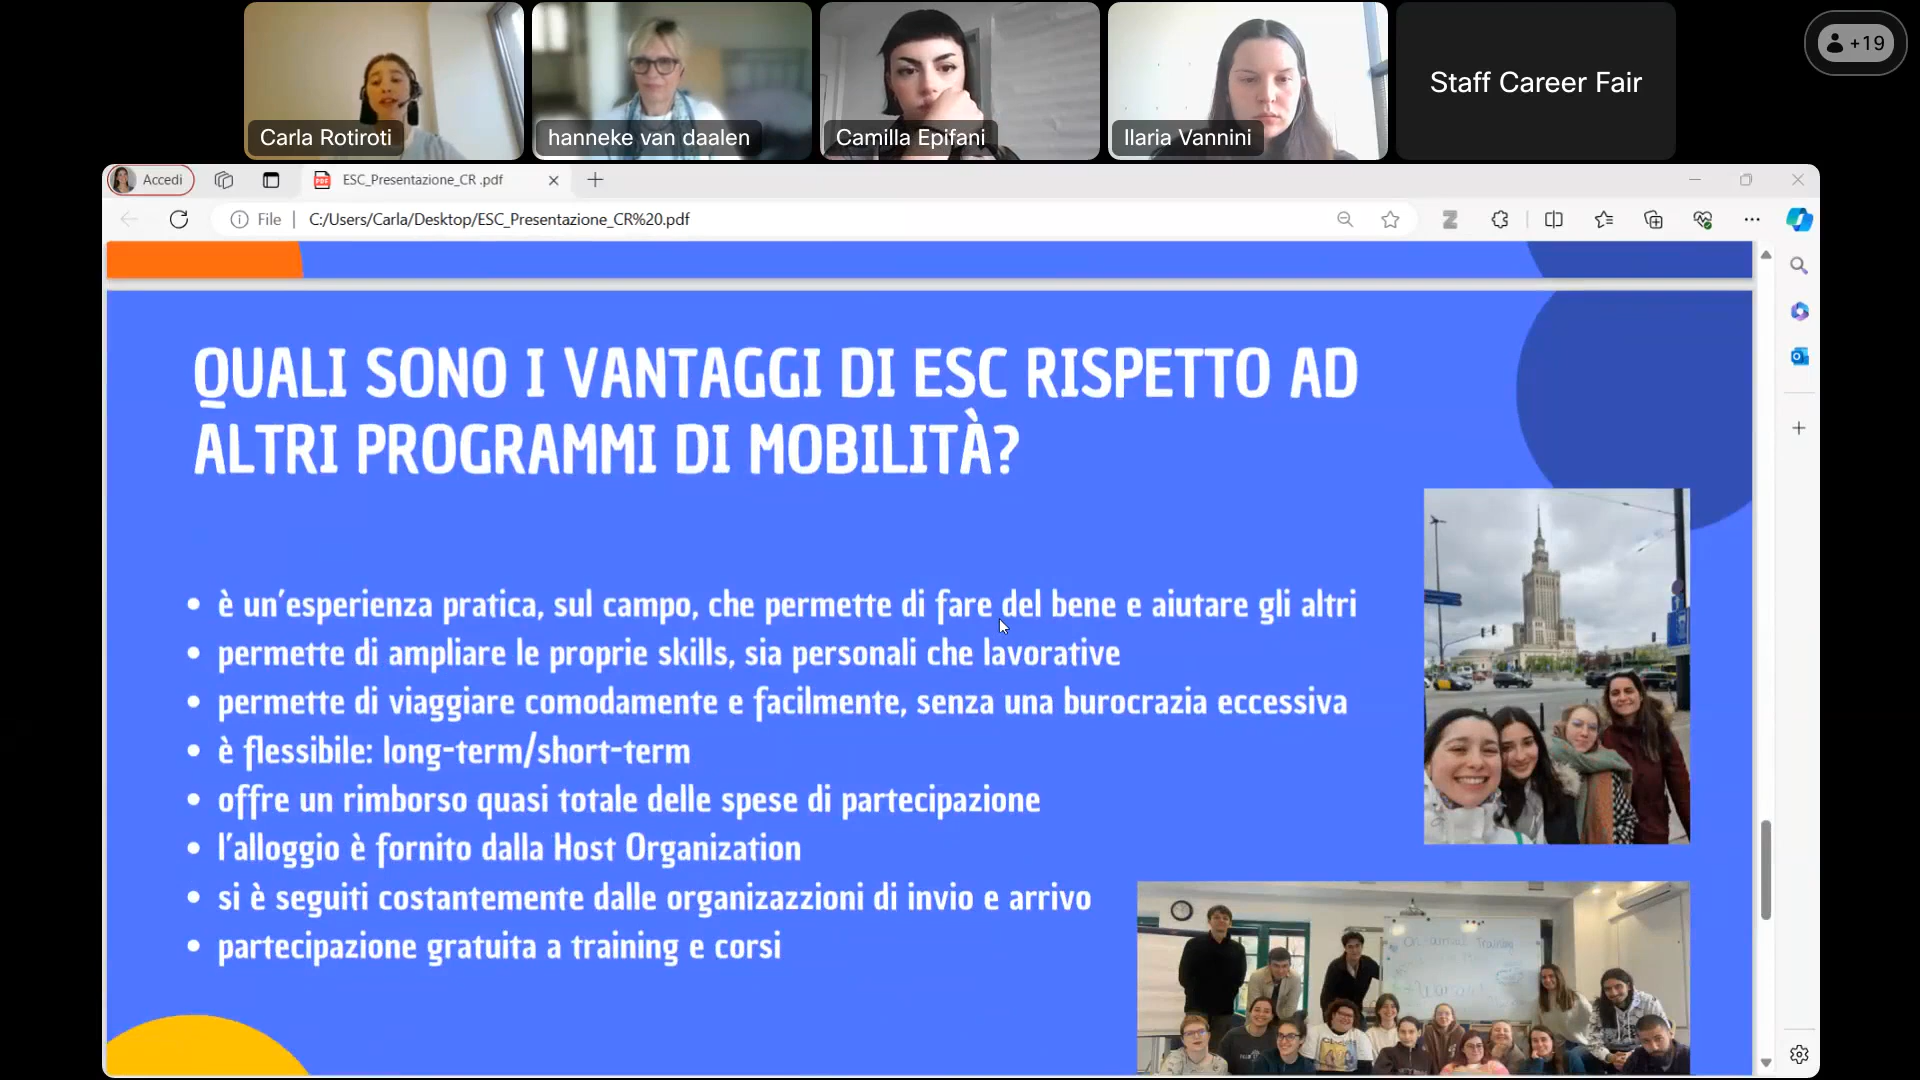 Carla Rotiroti
hanneke van daalen
Camilla Epifani
Ilaria Vannini
Staff Career Fair
+19
Accedi
ESC_Presentazione_CR .pdf
File
C:/Users/Carla/Desktop/ESC_Presentazione_CR%20.pdf
QUALI SONO I VANTAGGI DI ESC RISPETTO AD
ALTRI PROGRAMMI DI MOBILITÀ?
• è un'esperienza pratica, sul campo, che permette di fare del bene e aiutare gli altri
• permette di ampliare le proprie skills, sia personali che lavorative
• permette di viaggiare comodamente e facilmente, senza una burocrazia eccessiva
• è flessibile: long-term/short-term
• offre un rimborso quasi totale delle spese di partecipazione
• l'alloggio è fornito dalla Host Organization
• si è seguiti costantemente dalle organizazzioni di invio e arrivo
• partecipazione gratuita a training e corsi
On-arrival Training